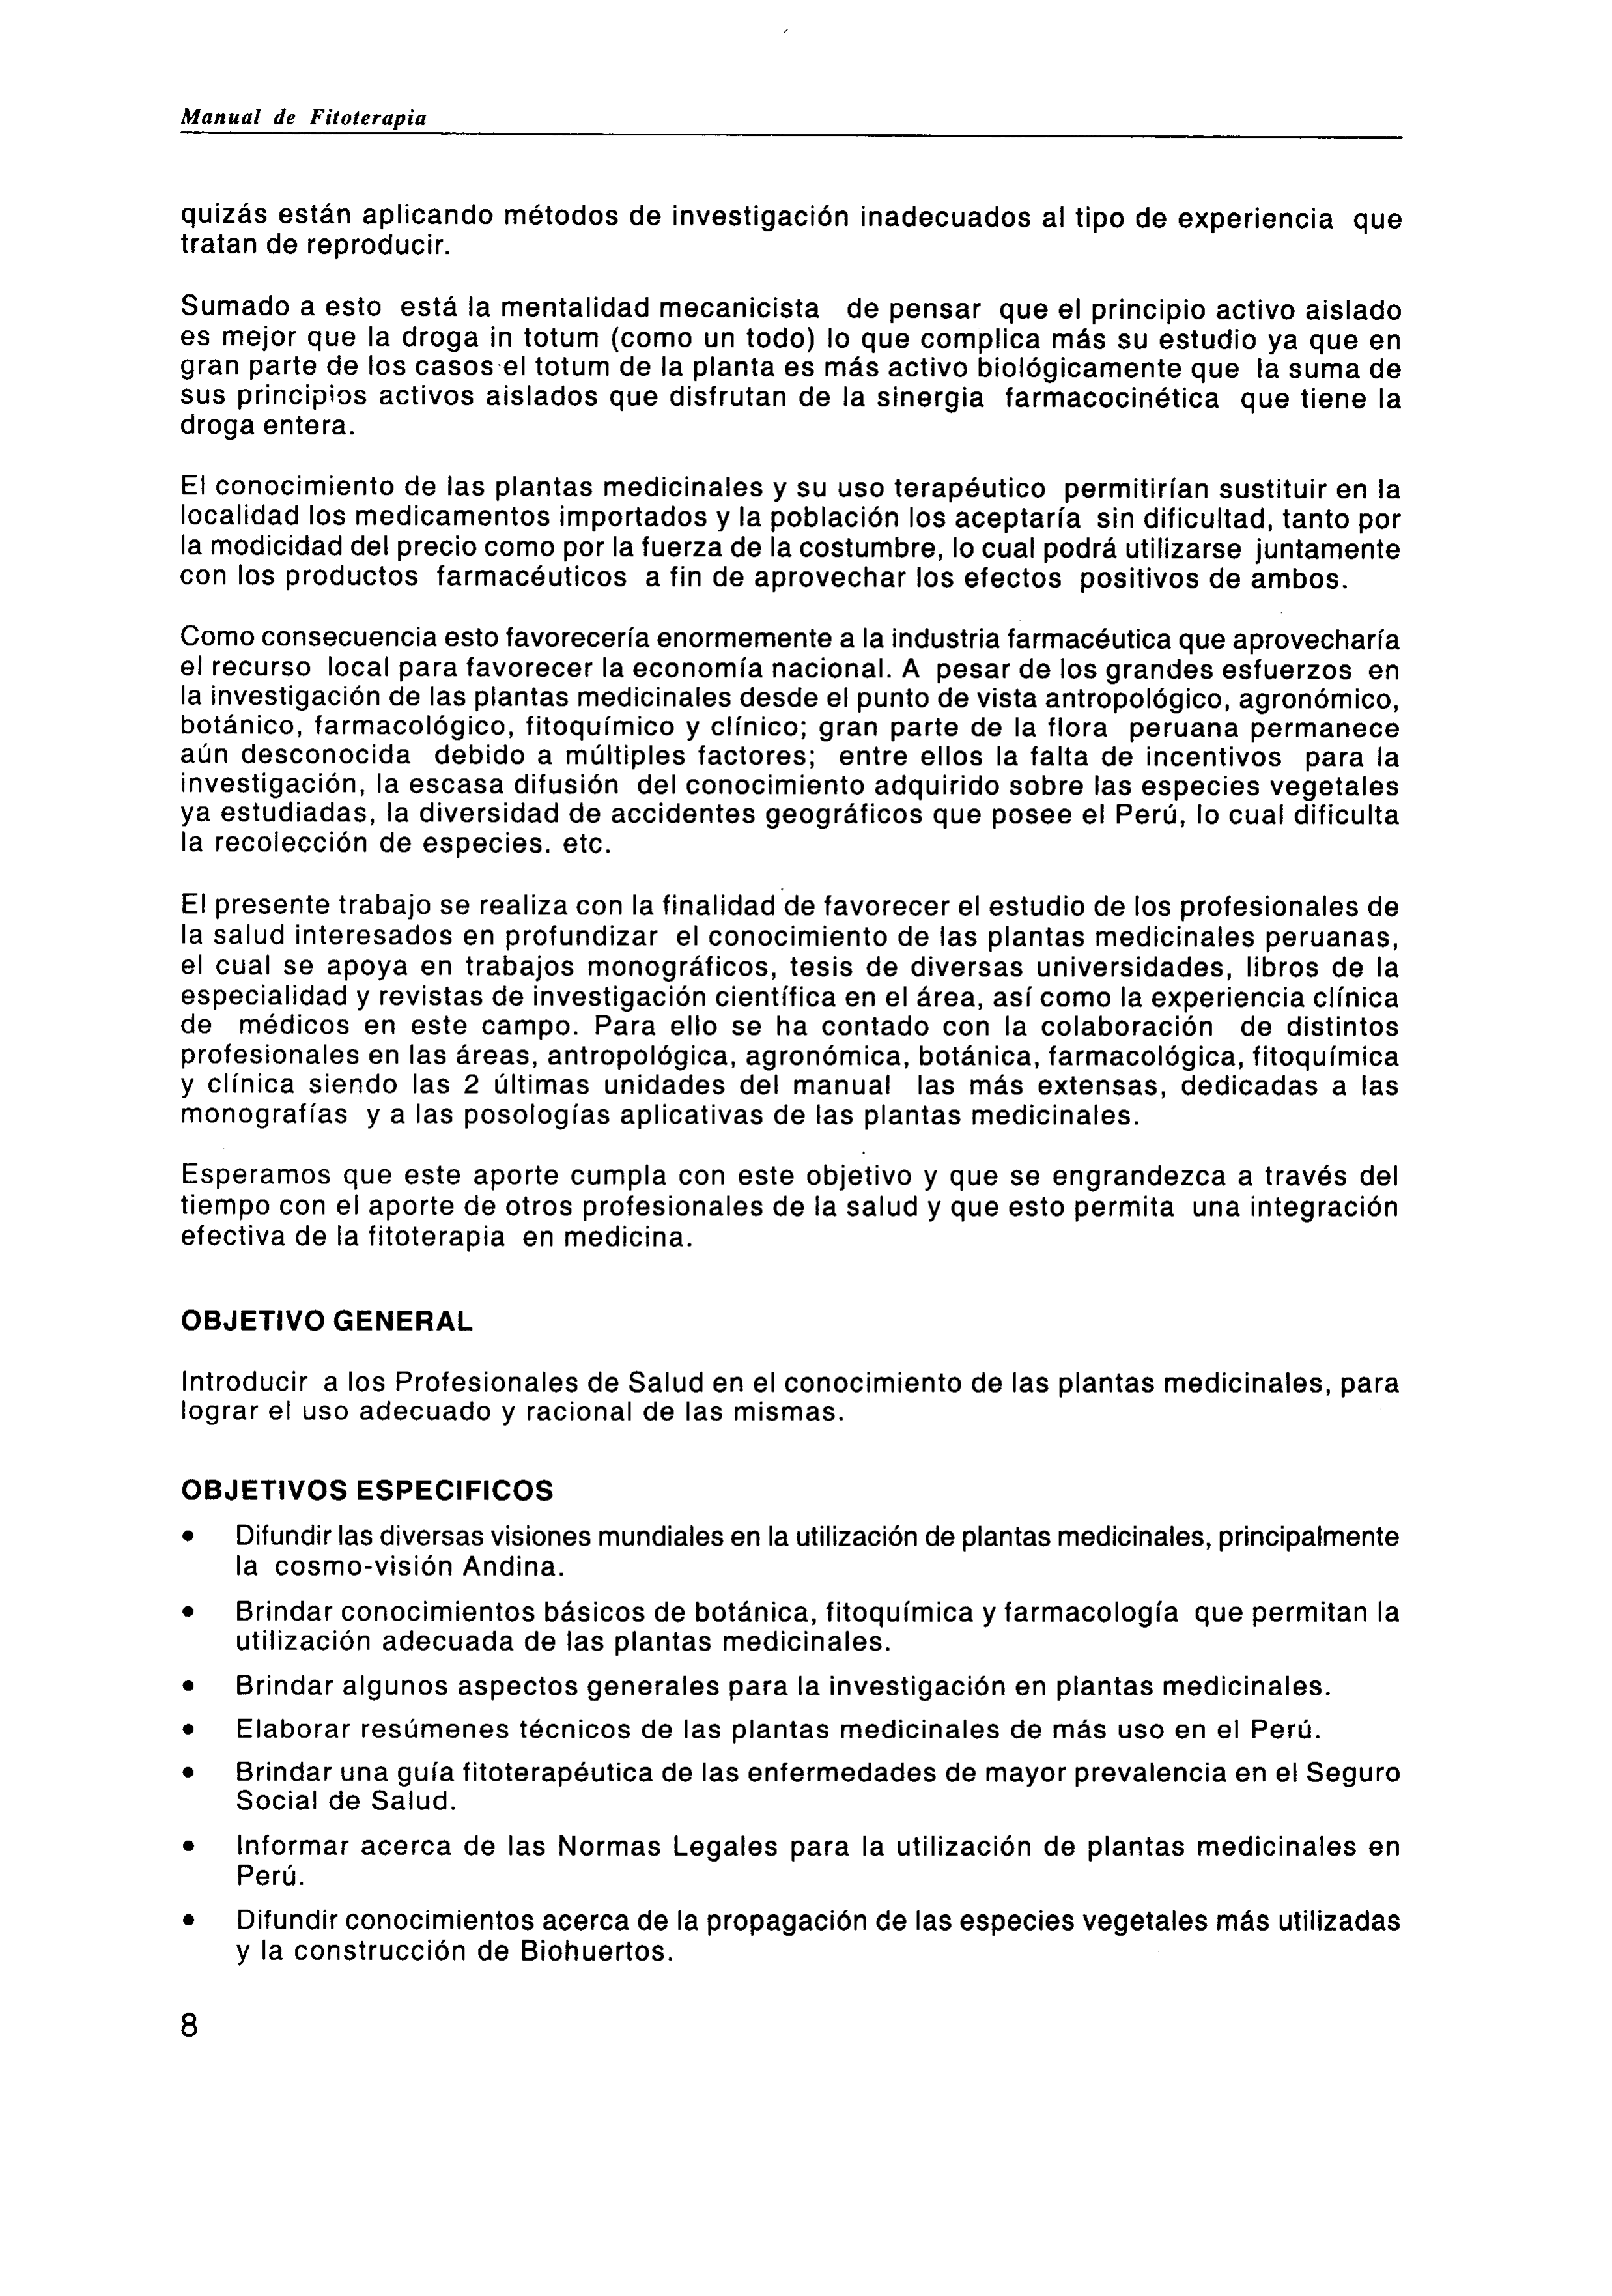 Manual de Fitoterapia
quizás están aplicando métodos de investigación inadecuados al tipo de experiencia que
tratan de reproducir.
Sumado a esto está la mentalidad mecanicista de pensar que el principio activo aislado
es mejor que la droga in totum (como un todo) lo que complica más su estudio ya que en
gran parte de los casos el totum de la planta es más activo biológicamente que la suma de
sus principios activos aislados que disfrutan de la sinergia farmacocinética que tiene la
droga entera.
El conocimiento de las plantas medicinales y su uso terapéutico permitirían sustituir en la
localidad los medicamentos importados y la población los aceptaría sin dificultad, tanto por
la modicidad del precio como por la fuerza de la costumbre, lo cual podrá utilizarse juntamente
con los productos farmacéuticos a fin de aprovechar los efectos positivos de ambos.
Como consecuencia esto favorecería enormemente a la industria farmacéutica que aprovecharía
el recurso local para favorecer la economía nacional. A pesar de los grandes esfuerzos en
la investigación de las plantas medicinales desde el punto de vista antropológico, agronómico,
botánico, farmacológico, fitoquímico y clínico; gran parte de la flora peruana permanece
aún desconocida debido a múltiples factores; entre ellos la falta de incentivos para la
investigación, la escasa difusión del conocimiento adquirido sobre las especies vegetales
ya estudiadas, la diversidad de accidentes geográficos que posee el Perú, lo cual dificulta
la recolección de especies. etc.
El presente trabajo se realiza con la finalidad de favorecer el estudio de los profesionales de
la salud interesados en profundizar el conocimiento de las plantas medicinales peruanas,
el cual se apoya en trabajos monográficos, tesis de diversas universidades, libros de la
especialidad y revistas de investigación científica en el área, así como la experiencia clínica
de médicos en este campo. Para ello se ha contado con la colaboración de distintos
profesionales en las áreas, antropológica, agronómica, botánica, farmacológica, fitoquímica
y clínica siendo las 2 últimas unidades del manual las más extensas, dedicadas a las
monografías y a las posologías aplicativas de las plantas medicinales.
Esperamos que este aporte cumpla con este objetivo y que se engrandezca a través del
tiempo con el aporte de otros profesionales de la salud y que esto permita una integración
efectiva de la fitoterapia en medicina.
OBJETIVO GENERAL
Introducir a los Profesionales de Salud en el conocimiento de las plantas medicinales, para
lograr el uso adecuado y racional de las mismas.
OBJETIVOS ESPECIFICOS
• Difundir las diversas visiones mundiales en la utilización de plantas medicinales, principalmente
la cosmo-visión Andina.
• Brindar conocimientos básicos de botánica, fitoquímica y farmacología que permitan la
utilización adecuada de las plantas medicinales.
• Brindar algunos aspectos generales para la investigación en plantas medicinales.
• Elaborar resúmenes técnicos de las plantas medicinales de más uso en el Perú.
• Brindar una guía fitoterapéutica de las enfermedades de mayor prevalencia en el Seguro
Social de Salud.
• Informar acerca de las Normas Legales para la utilización de plantas medicinales en
Perú.
• Difundir conocimientos acerca de la propagación de las especies vegetales más utilizadas
y la construcción de Biohuertos.
8